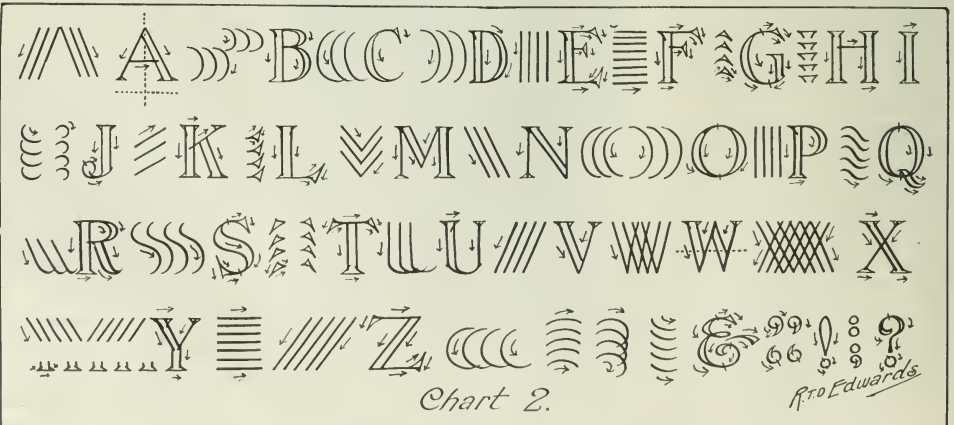 A B C D E F G H I
J K L M N O P Q
R S T U V W X
Y Z & ! : ?
Chart 2.
R.T.D Edwards